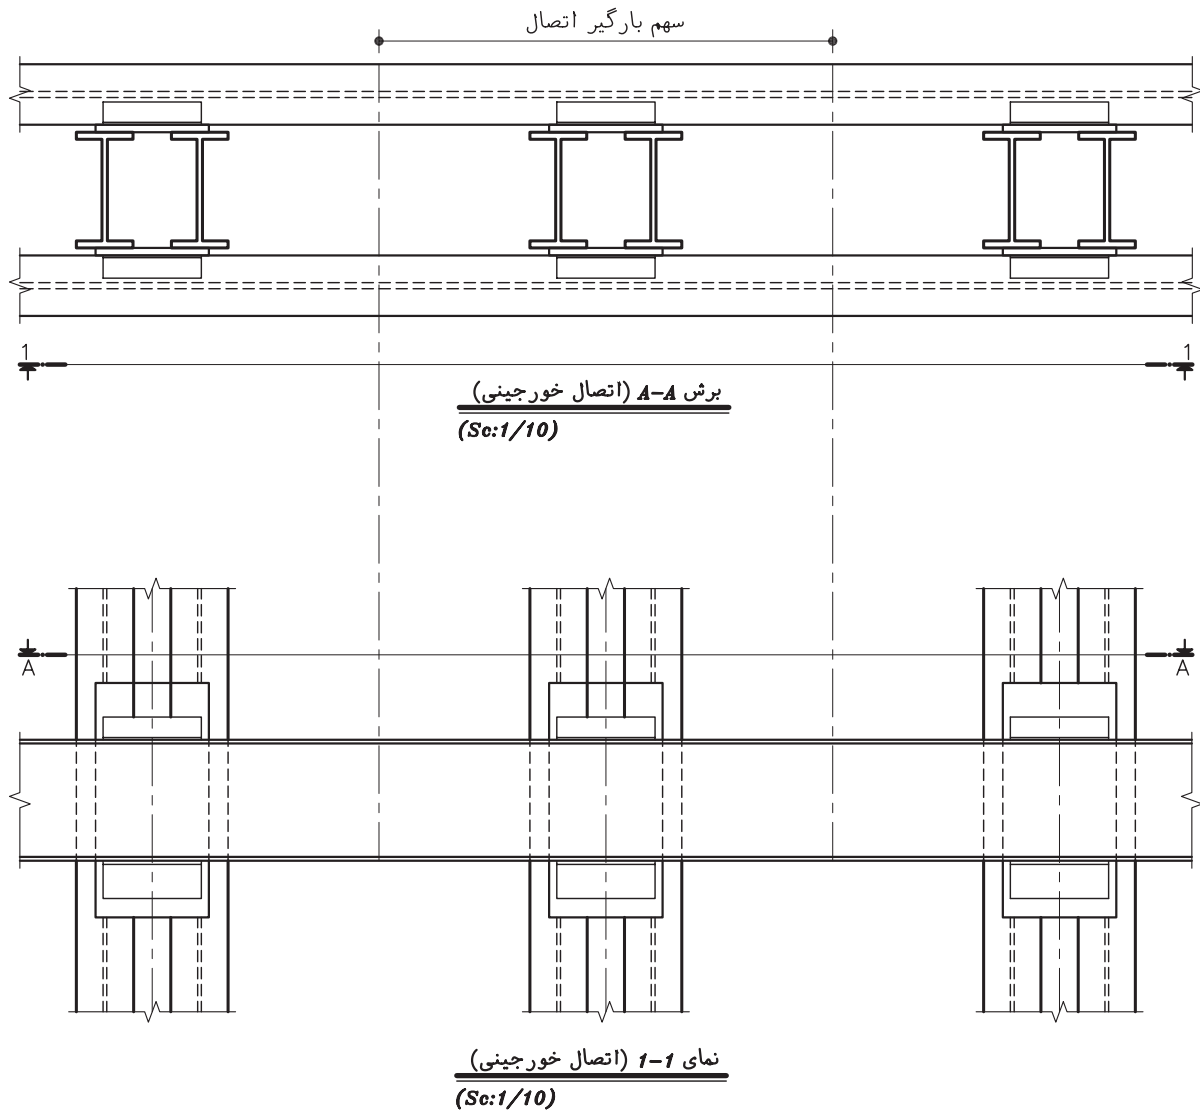 سهم بارگیر اتصال
1 1
برش A-A (اتصال خورجینی)
(Sc:1/10)
A A
نمای 1-1 (اتصال خورجینی)
(Sc:1/10)